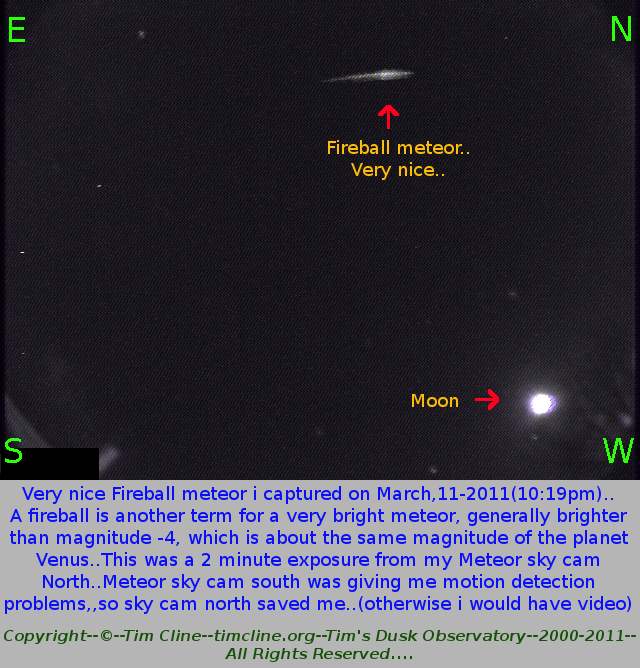 E
N
Fireball meteor..
Very nice..
Moon
S
W
Very nice Fireball meteor i captured on March,11-2011(10:19pm)..
A fireball is another term for a very bright meteor, generally brighter
than magnitude -4, which is about the same magnitude of the planet
Venus..This was a 2 minute exposure from my Meteor sky cam
North..Meteor sky cam south was giving me motion detection
problems,,so sky cam north saved me..(otherwise i would have video)
Copyright--©--Tim Cline--timcline.org--Tim's Dusk Observatory--2000-2011--
All Rights Reserved....